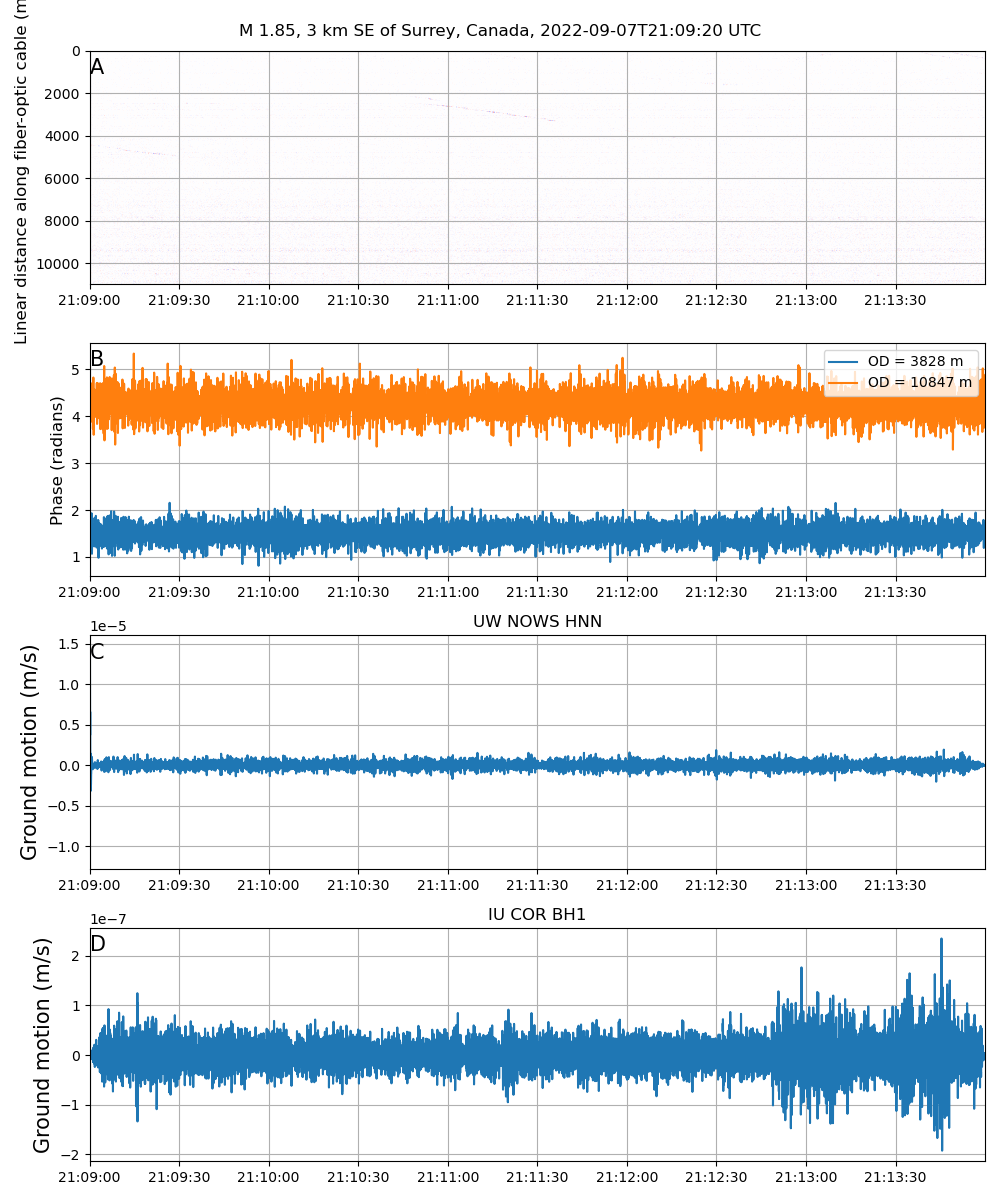 M 1.85, 3 km SE of Surrey, Canada, 2022-09-07T21:09:20 UTC
Linear distance along fiber-optic cable (m
A
0
2000
4000
6000
8000
10000
21:09:00 21:09:30 21:10:00 21:10:30 21:11:00 21:11:30 21:12:00 21:12:30 21:13:00 21:13:30
Phase (radians)
B
OD = 3828 m
OD = 10847 m
5
4
3
2
1
21:09:00 21:09:30 21:10:00 21:10:30 21:11:00 21:11:30 21:12:00 21:12:30 21:13:00 21:13:30
UW NOWS HNN
1e−5
Ground motion (m/s)
C
1.5
1.0
0.5
0.0
−0.5
−1.0
21:09:00 21:09:30 21:10:00 21:10:30 21:11:00 21:11:30 21:12:00 21:12:30 21:13:00 21:13:30
IU COR BH1
1e−7
Ground motion (m/s)
D
2
1
0
−1
−2
21:09:00 21:09:30 21:10:00 21:10:30 21:11:00 21:11:30 21:12:00 21:12:30 21:13:00 21:13:30